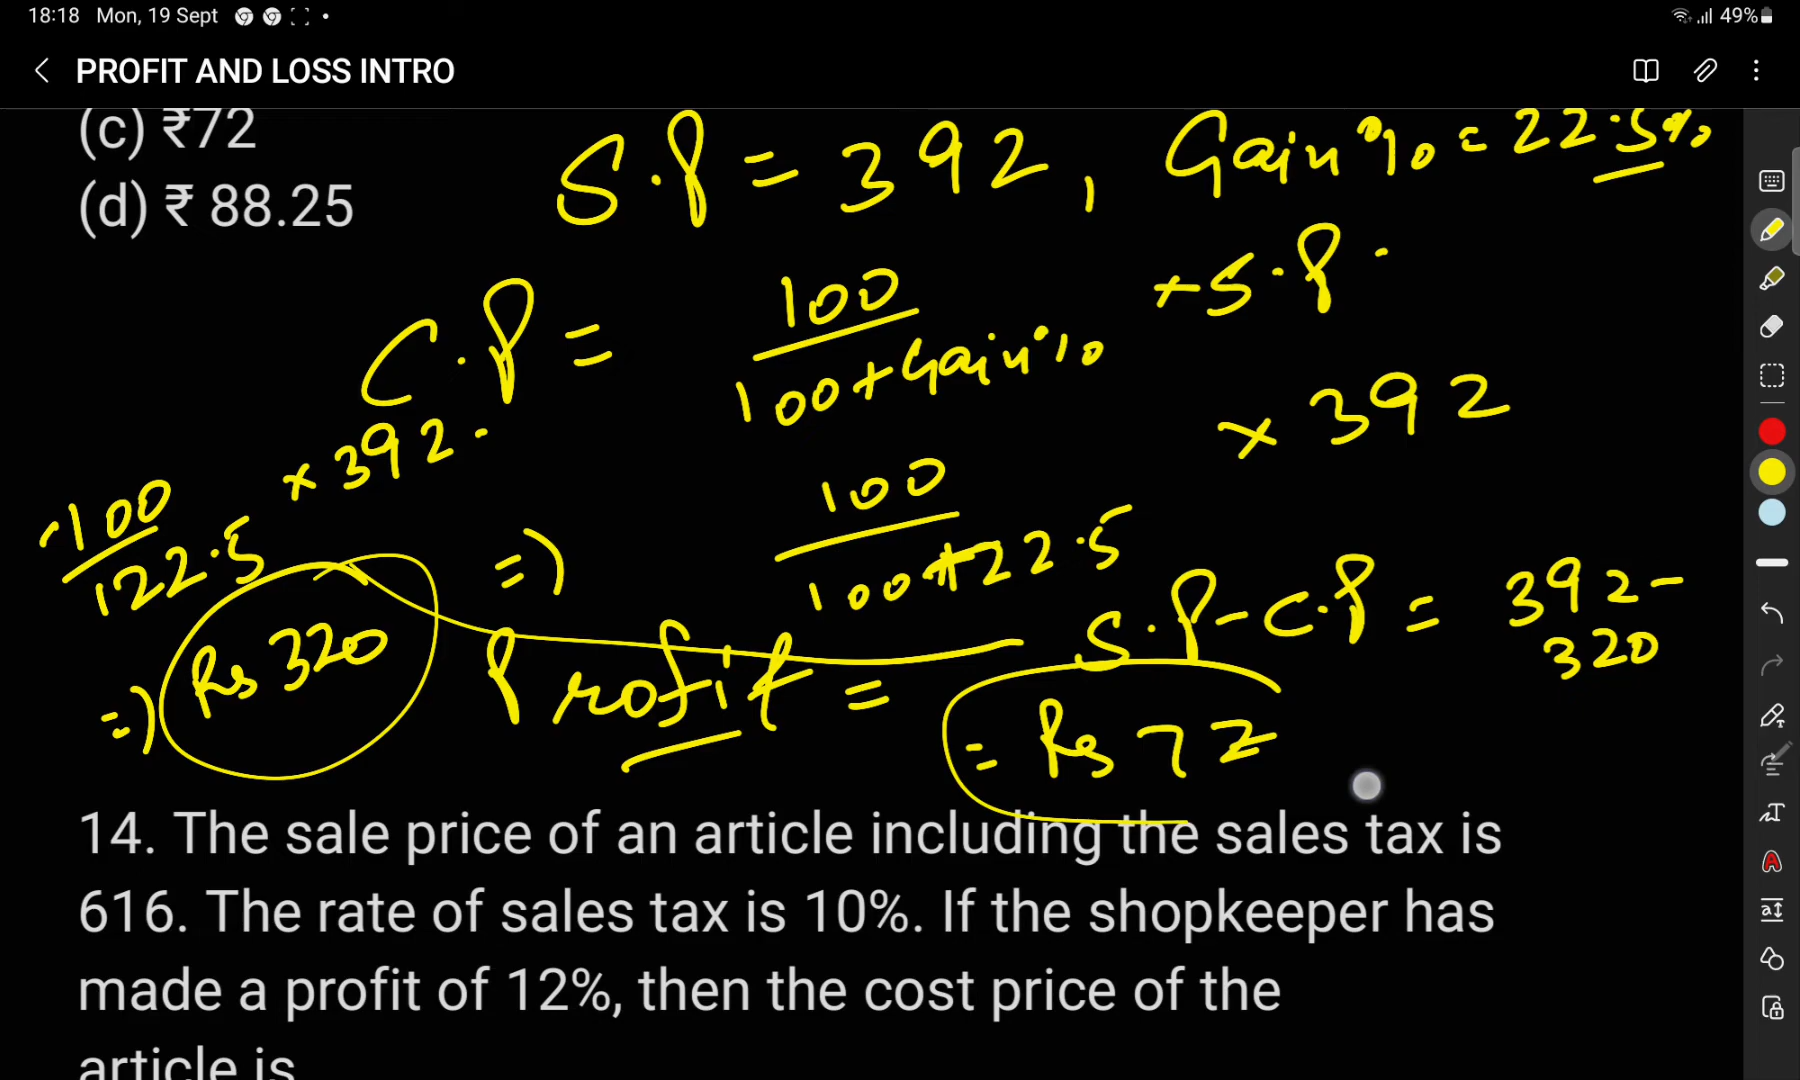 18:18 Mon, 19 Sept
49%
PROFIT AND LOSS INTRO
(c) ₹72
(d) ₹ 88.25
S.P = 392, Gain % = 22.5%
C.P = 100 / 100+Gain% × S.P.
100 / 122.5 × 392.
=> 100 / 100+22.5 × 392
=> Rs 320
Profit = S.P - C.P = 392 - 320
= Rs 72
14. The sale price of an article including the sales tax is
616. The rate of sales tax is 10%. If the shopkeeper has
made a profit of 12%, then the cost price of the
article is